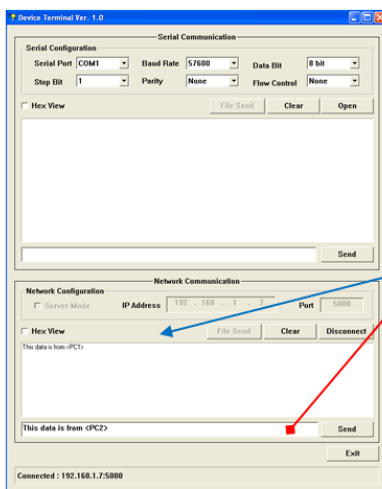 Device Terminal Ver. 1.0
Serial Communication
Serial Configuration
Serial Port COM1 Baud Rate 57600 Data Bit 8 bit
Stop Bit 1 Parity None Flow Control None
Hex View File Send Clear Open
Send
Network Communication
Network Configuration
Server Mode IP Address 192 . 168 . 1 . 7 Port 5000
Hex View File Send Clear Disconnect
This data is from <PC1>
This data is from <PC2> Send
Exit
Connected : 192.168.1.7:5000